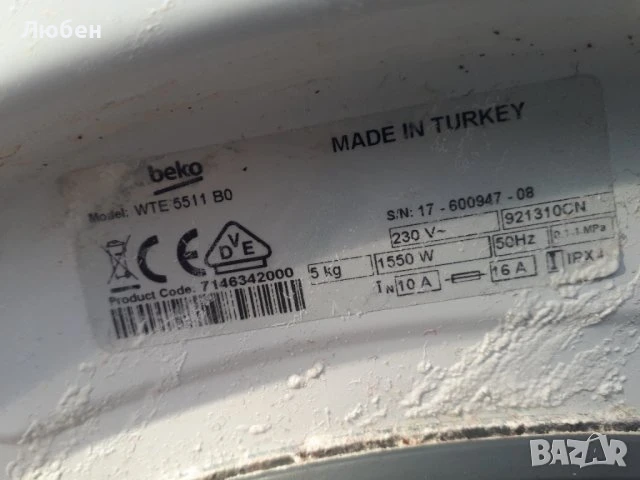 Любен
MADE IN TURKEY
beko
Model: WTE 5511 B0
S/N: 17 - 600947 - 08
230 V~ 921310CN
5 kg 1550 W 50Hz
IN 10 A 16 A IPX4
DVE
Product Code: 7146342000
BAZAR